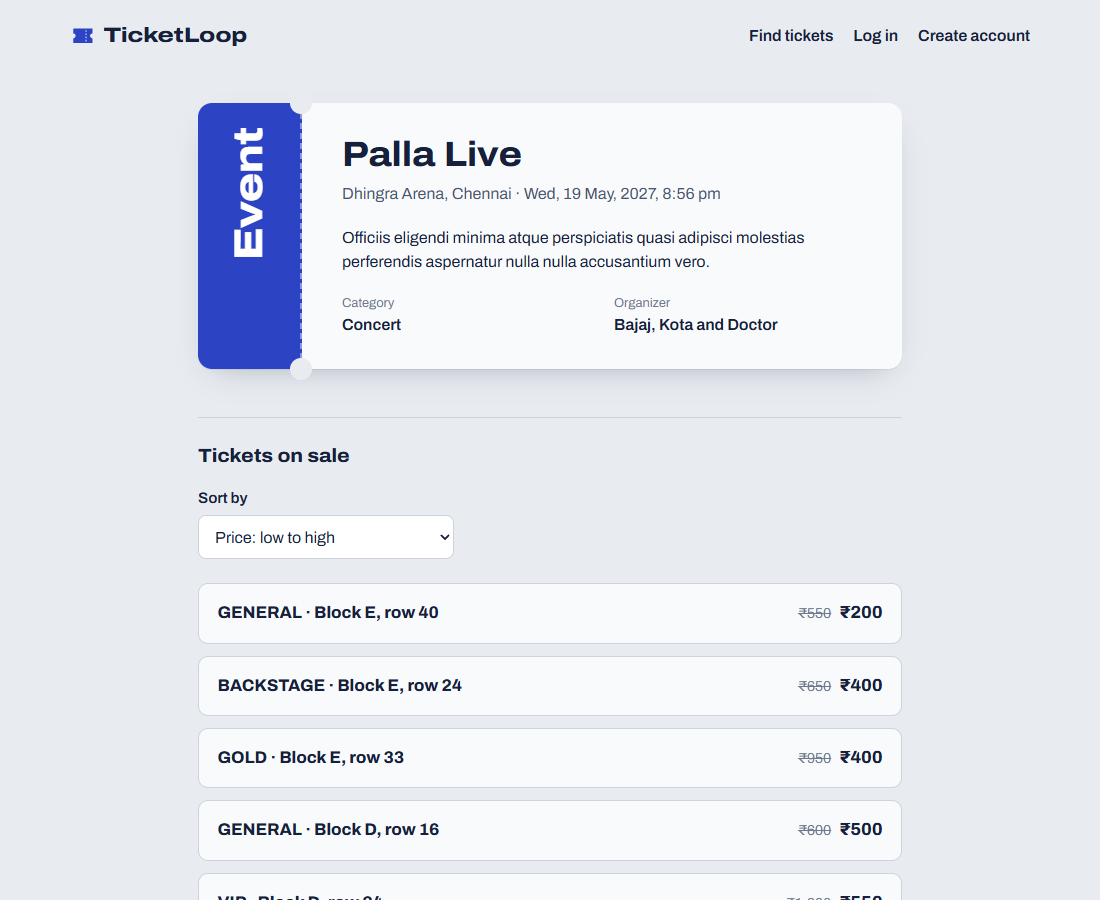 TicketLoop
Find tickets Log in Create account
Event
Palla Live
Dhingra Arena, Chennai · Wed, 19 May, 2027, 8:56 pm
Officiis eligendi minima atque perspiciatis quasi adipisci molestias
perferendis aspernatur nulla nulla accusantium vero.
Category
Concert
Organizer
Bajaj, Kota and Doctor
Tickets on sale
Sort by
Price: low to high
GENERAL · Block E, row 40 ₹550 ₹200
BACKSTAGE · Block E, row 24 ₹650 ₹400
GOLD · Block E, row 33 ₹950 ₹400
GENERAL · Block D, row 16 ₹600 ₹500